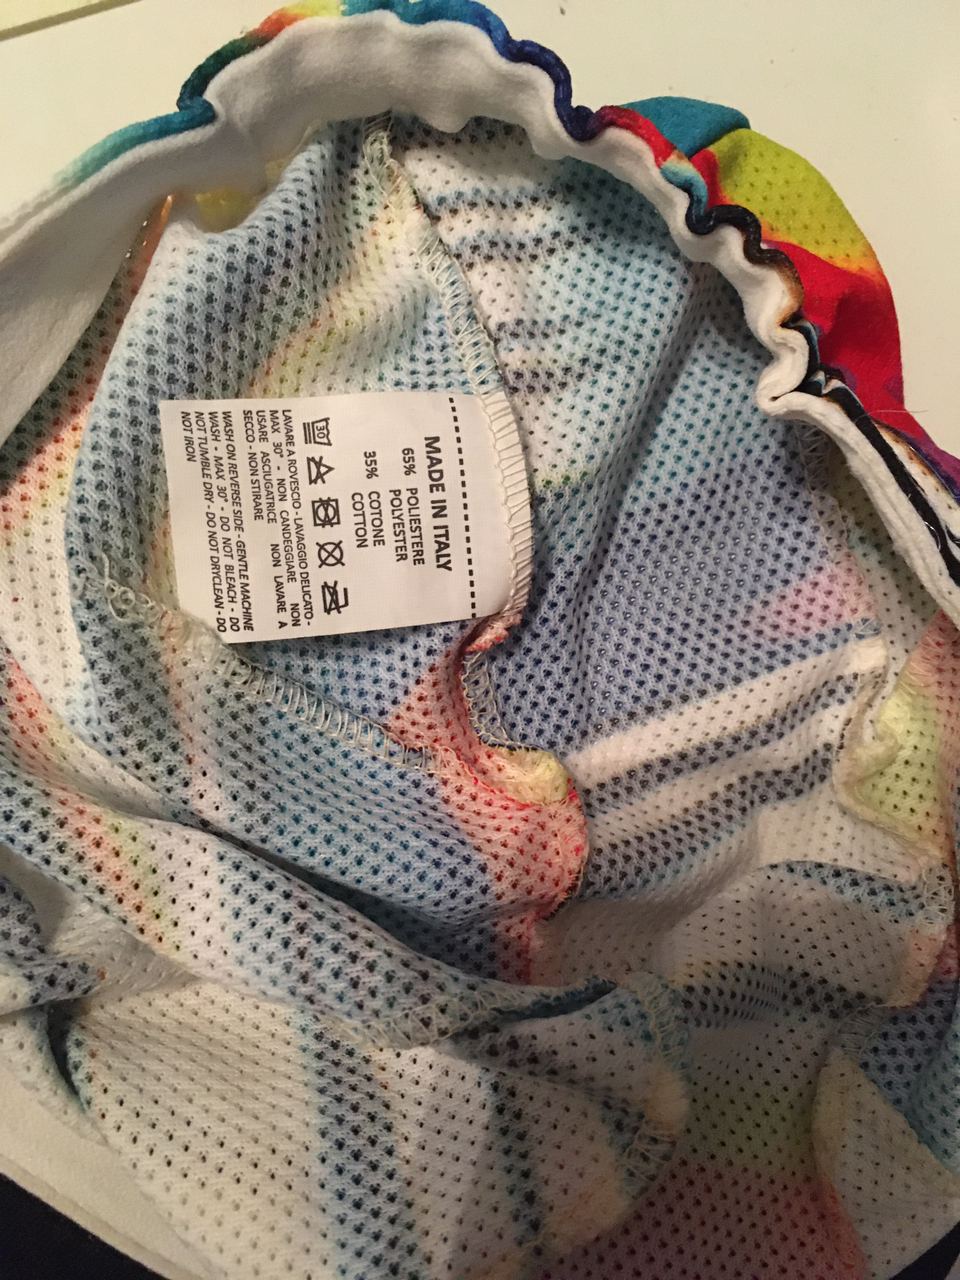 MADE IN ITALY
65% POLIESTERE
POLYESTER
35% COTONE
COTTON
30
LAVARE A ROVESCIO - LAVAGGIO DELICATO -
MAX 30° - NON CANDEGGIARE NON
USARE ASCIUGATRICE NON LAVARE A
SECCO - NON STIRARE
WASH ON REVERSE SIDE - GENTLE MACHINE
WASH - MAX 30° - DO NOT BLEACH - DO
NOT TUMBLE DRY - DO NOT DRYCLEAN - DO
NOT IRON